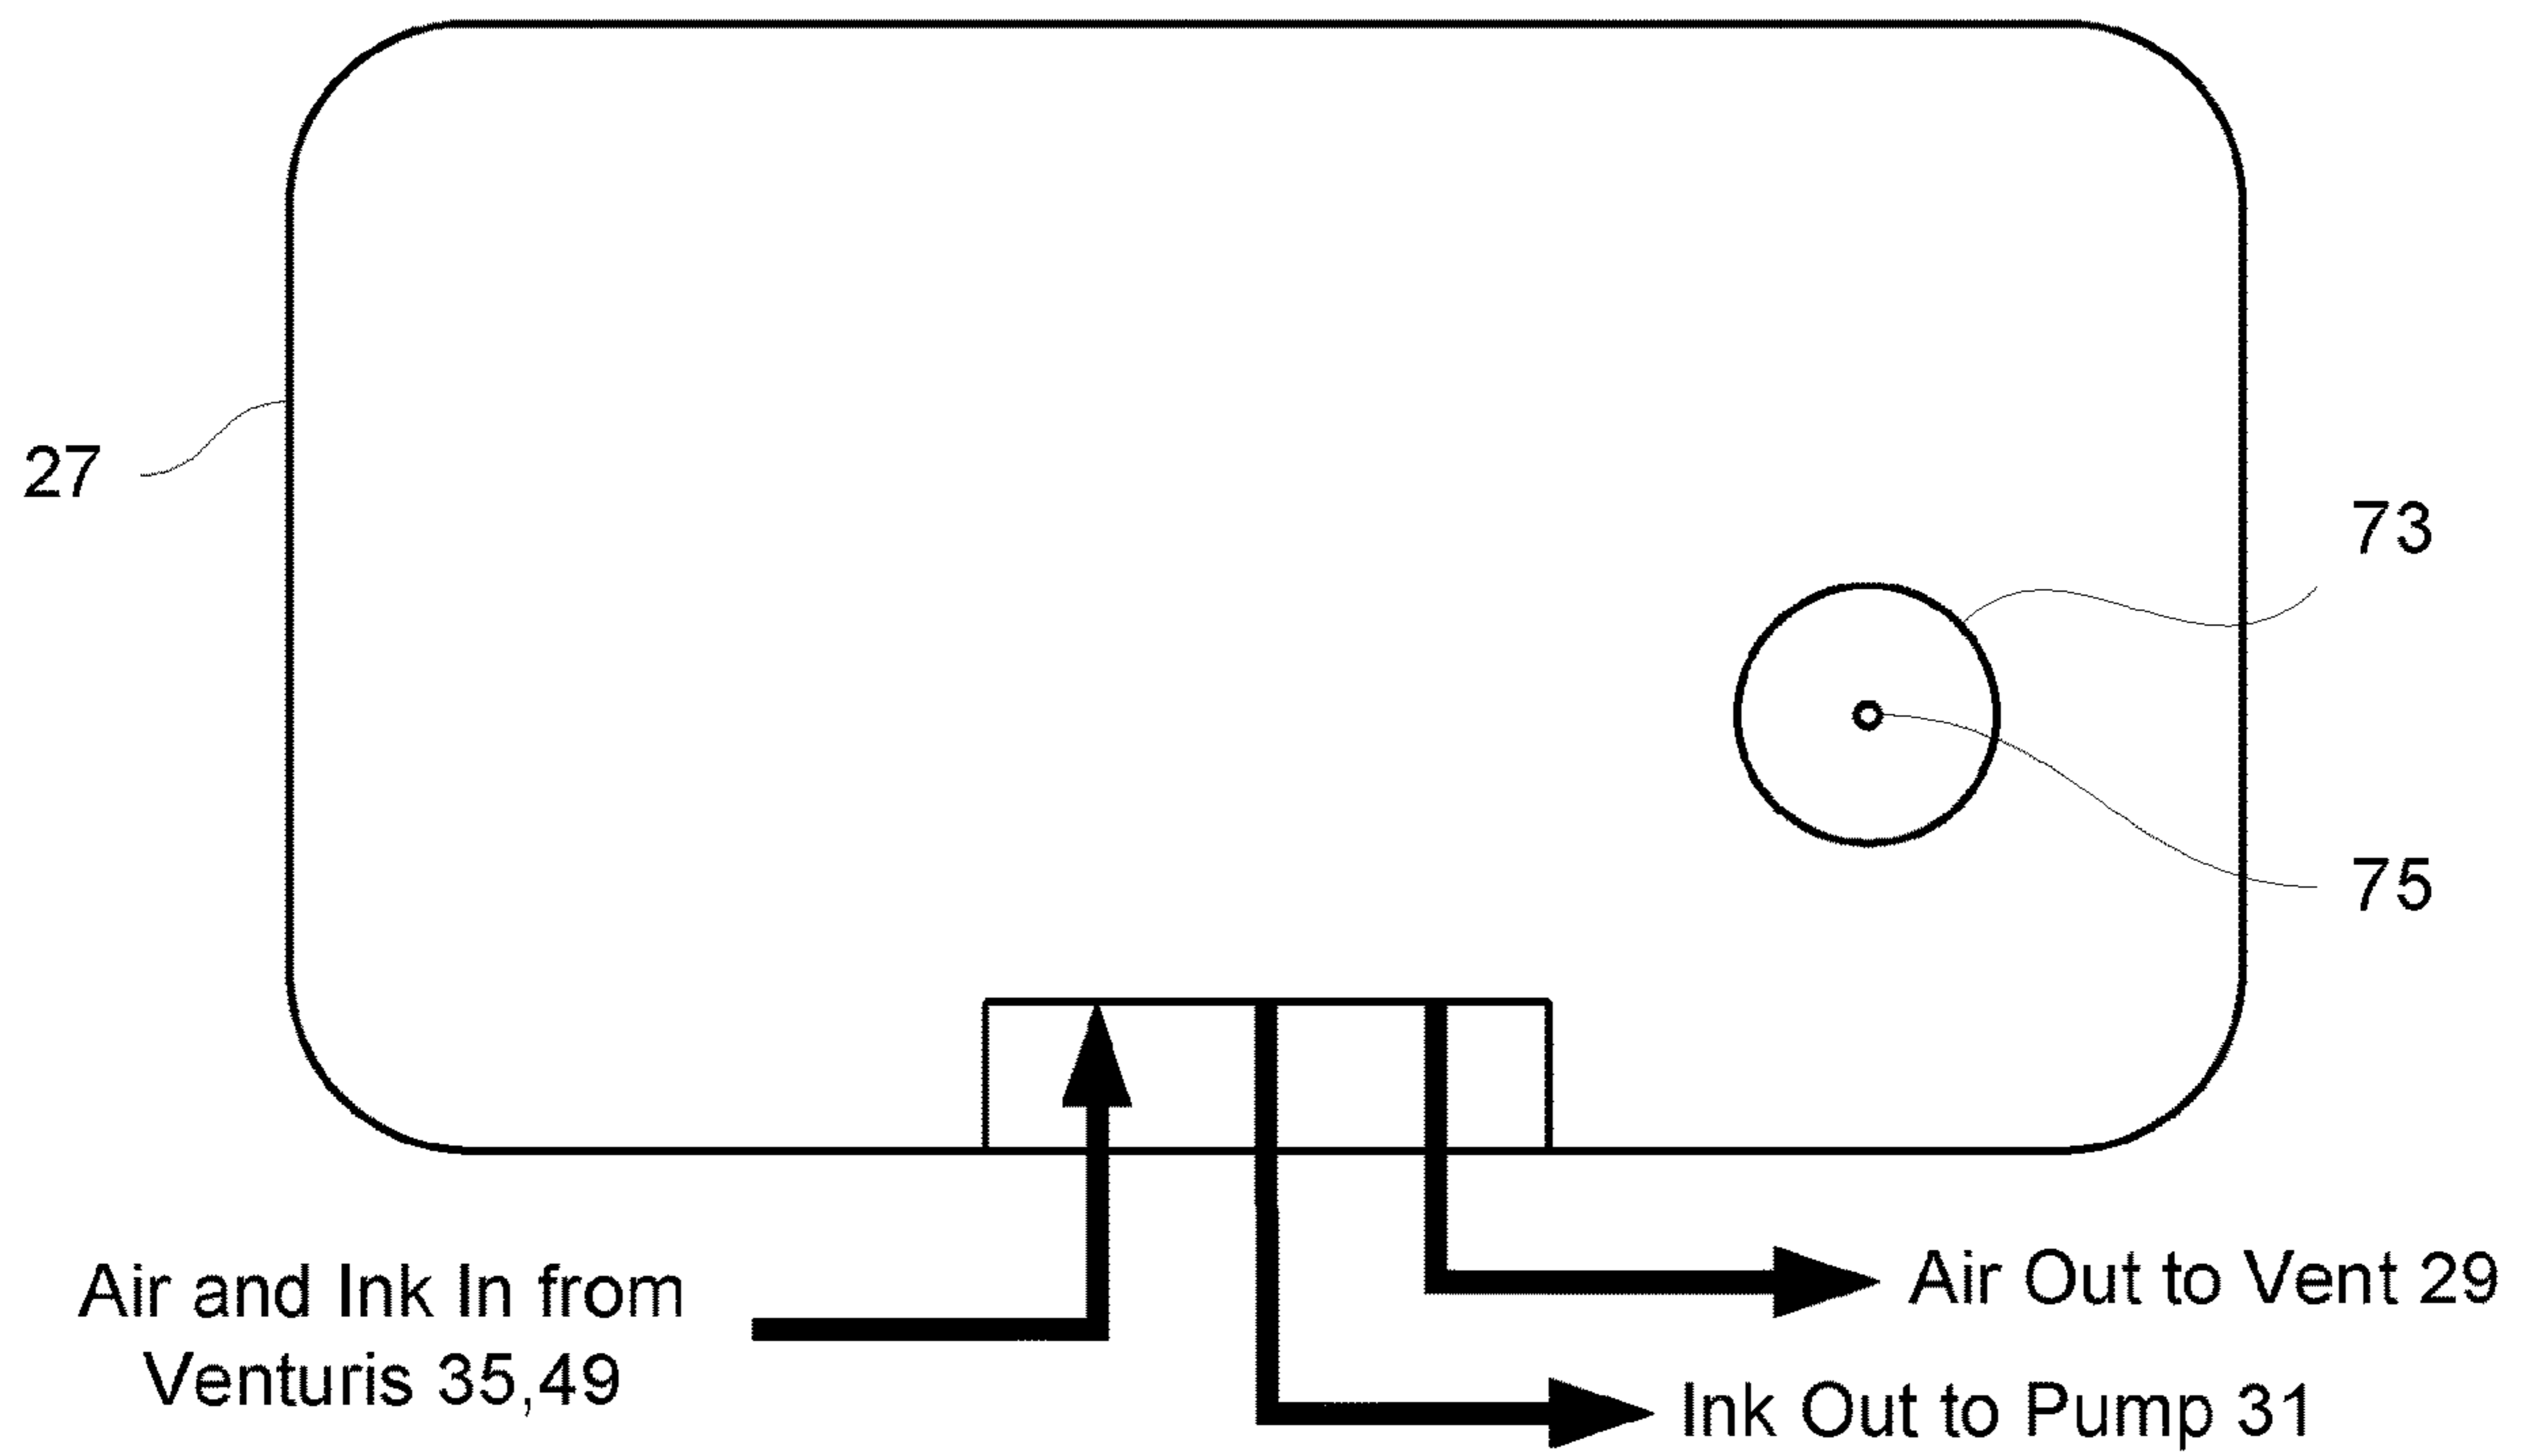 27
73
75
Air and Ink In from
Venturis 35,49
Air Out to Vent 29
Ink Out to Pump 31